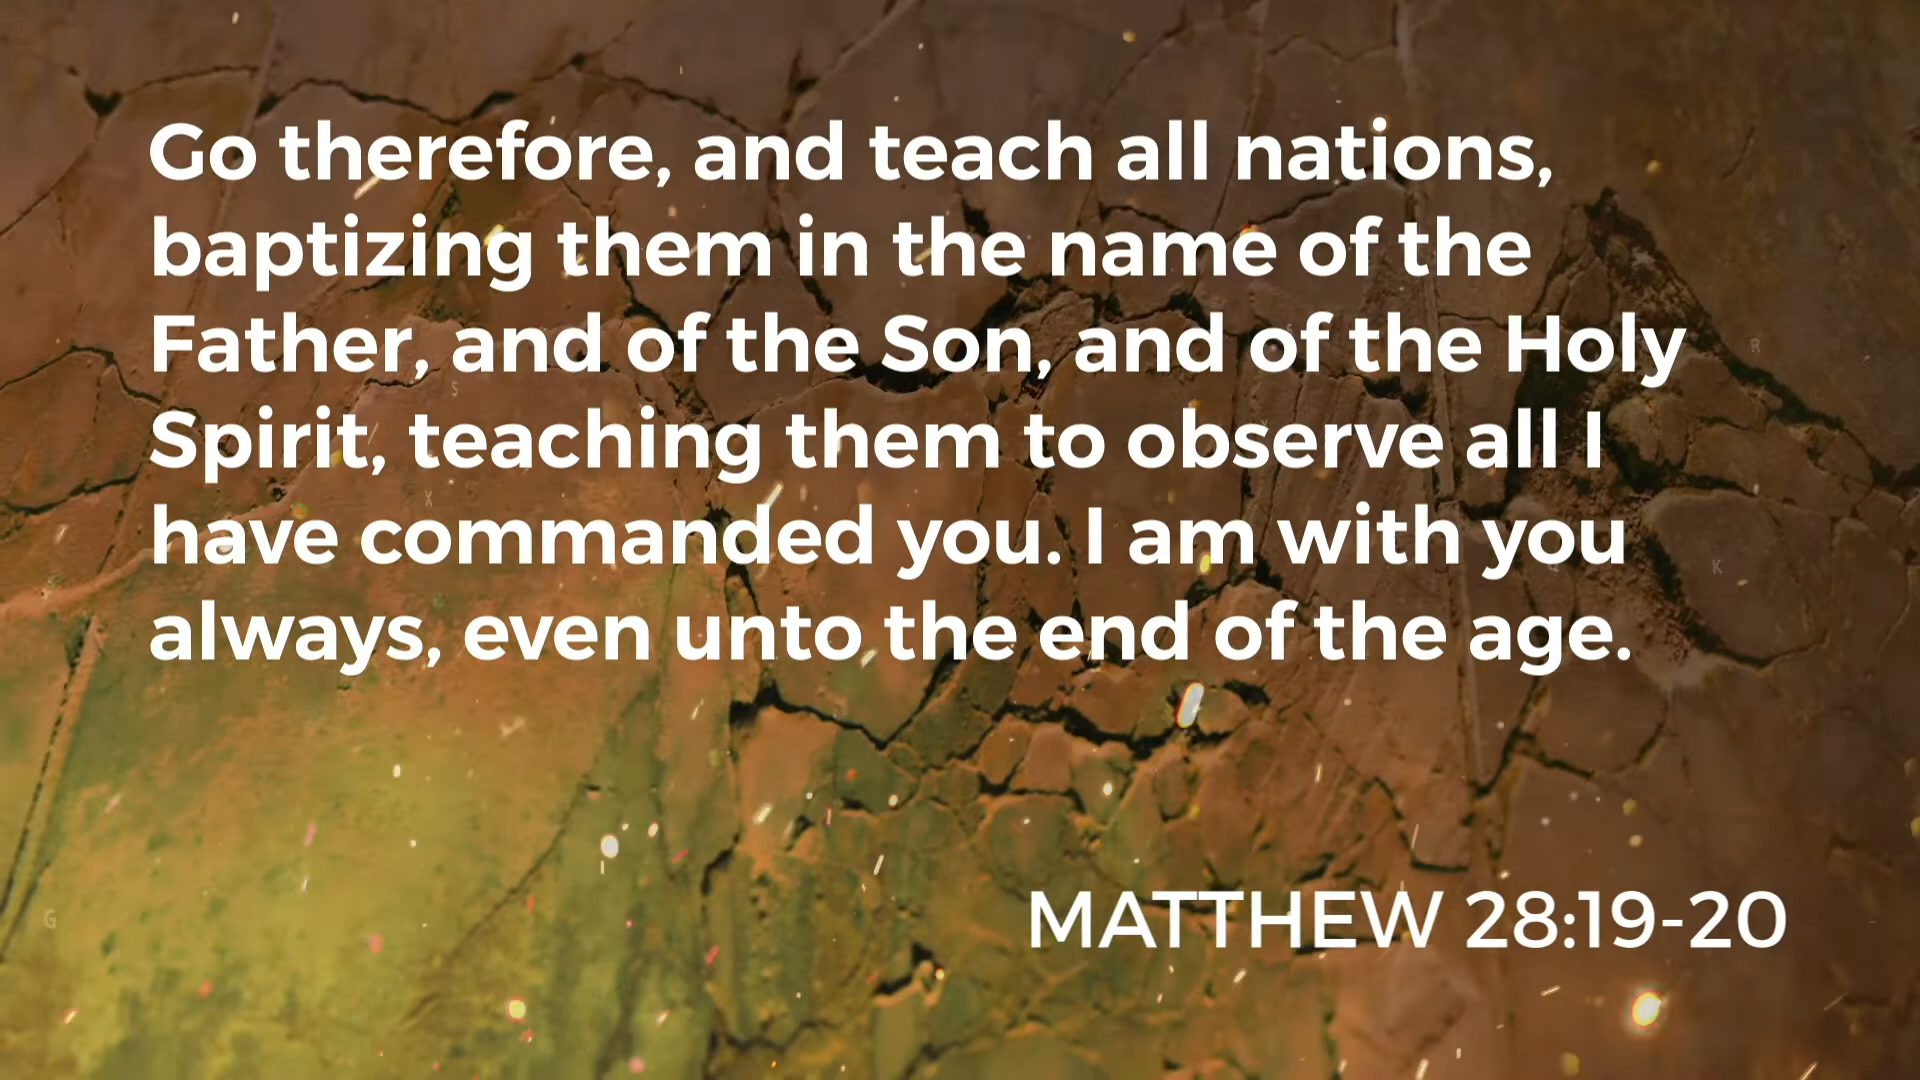 Go therefore, and teach all nations,
baptizing them in the name of the
Father, and of the Son, and of the Holy
Spirit, teaching them to observe all I
have commanded you. I am with you
always, even unto the end of the age.
MATTHEW 28:19-20